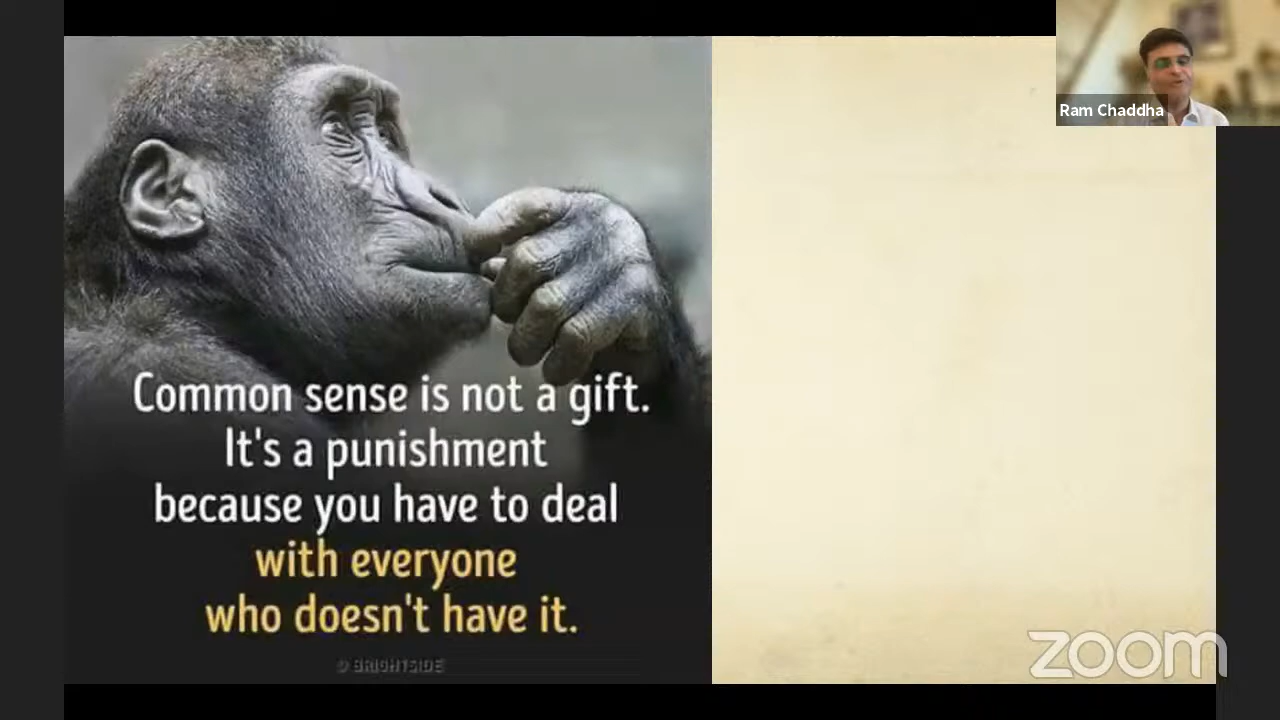 Ram Chaddha
Common sense is not a gift.
It's a punishment
because you have to deal
with everyone
who doesn't have it.
© BRIGHTSIDE
zoom